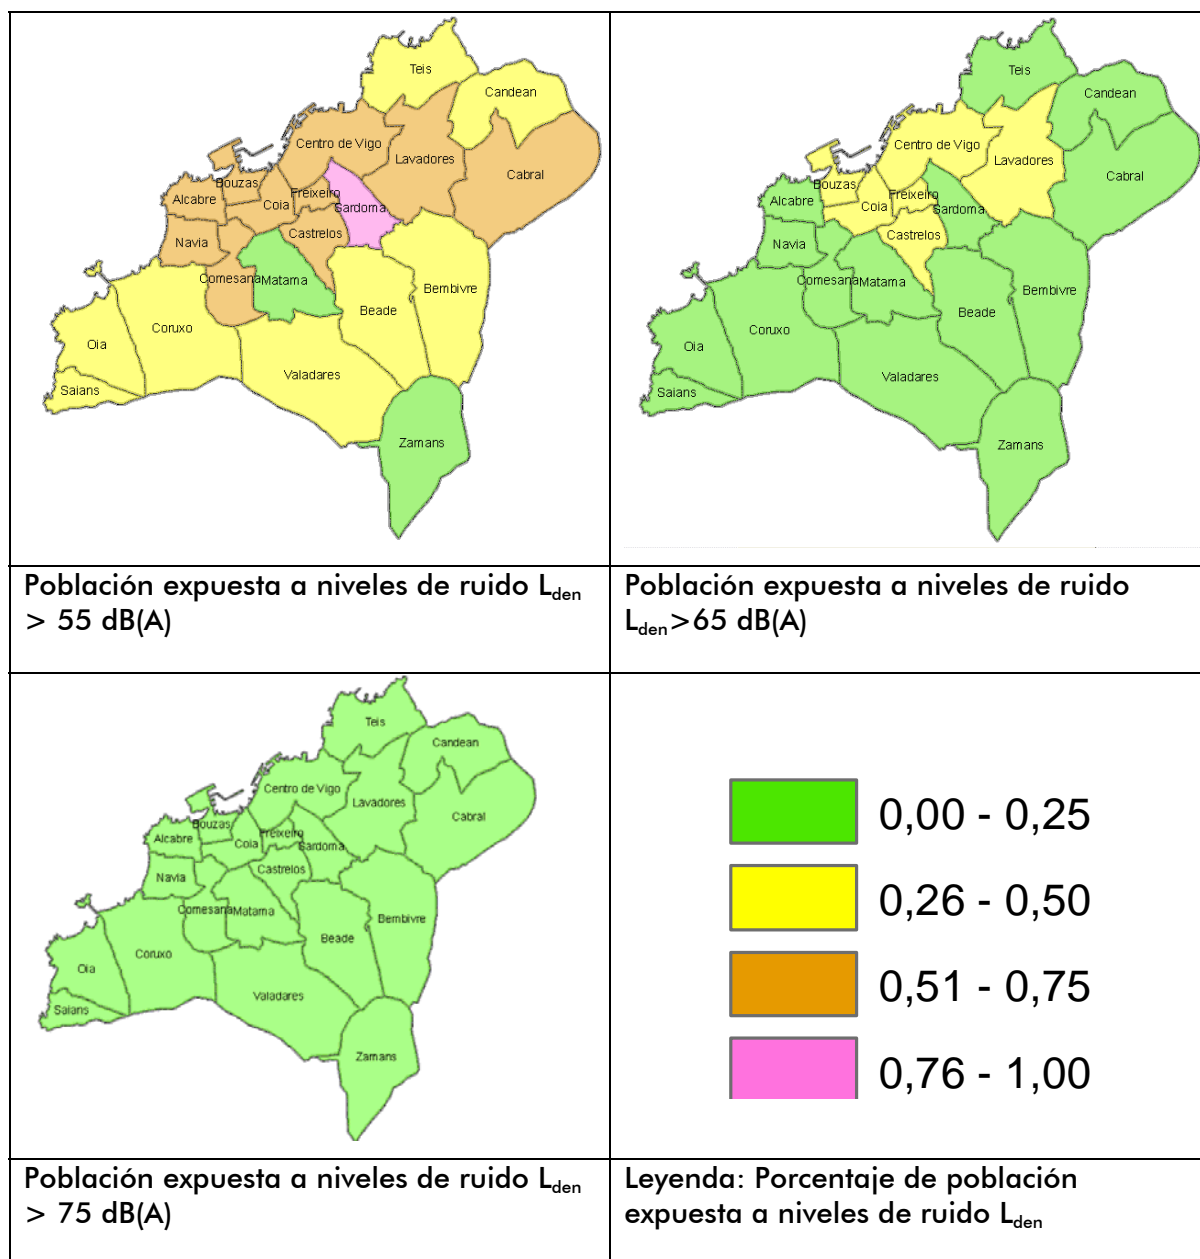 Teis
Candean
Centro de Vigo
Lavadores
Cabral
Bouzas
Alcabre
Coia
Freixeiro
Sardoma
Navia
Castrelos
Comesaña
Matama
Bembivre
Beade
Coruxo
Oia
Valadares
Saians
Zamans
Población expuesta a niveles de ruido Lden
> 55 dB(A)
Teis
Candean
Centro de Vigo
Lavadores
Cabral
Bouzas
Alcabre
Coia
Freixeiro
Sardoma
Navia
Castrelos
Comesaña
Matama
Bembivre
Beade
Coruxo
Oia
Valadares
Saians
Zamans
Población expuesta a niveles de ruido
Lden>65 dB(A)
Teis
Candean
Centro de Vigo
Lavadores
Cabral
Bouzas
Alcabre
Coia
Freixeiro
Sardoma
Navia
Castrelos
Comesaña
Matama
Bembivre
Beade
Coruxo
Oia
Valadares
Saians
Zamans
Población expuesta a niveles de ruido Lden
> 75 dB(A)
0,00 - 0,25
0,26 - 0,50
0,51 - 0,75
0,76 - 1,00
Leyenda: Porcentaje de población
expuesta a niveles de ruido Lden